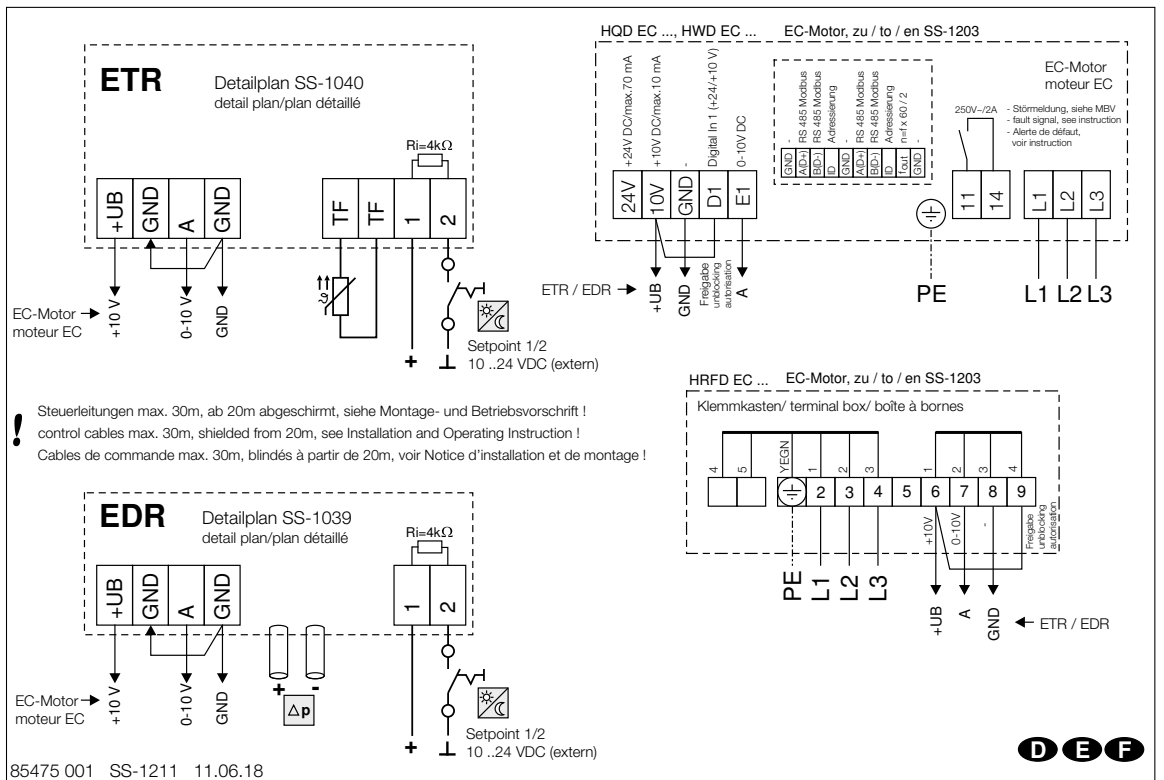 ETR
Detailplan SS-1040
detail plan/plan détaillé
Ri=4kΩ
+UB
GND
A
GND
TF
TF
1
2
EC-Motor
moteur EC
+10 V
0-10 V
GND
+
⊥
Setpoint 1/2
10 ..24 VDC (extern)
HQD EC ..., HWD EC ...
EC-Motor, zu / to / en SS-1203
+24V DC/max.70 mA
+10V DC/max.10 mA
-
Digital In 1 (+24/+10 V)
0-10V DC
24V
10V
GND
D1
E1
-
RS 485 Modbus
RS 485 Modbus
Adressierung
-
RS 485 Modbus
RS 485 Modbus
Adressierung
n=f x 60 / 2
-
GND
A(D+)
B(D-)
ID
GND
A(D+)
B(D-)
ID
fout
GND
EC-Motor
moteur EC
250V~/2A
- Störmeldung, siehe MBV
- fault signal, see instruction
- Alerte de défaut,
voir instruction
11
14
L1
L2
L3
ETR / EDR
+UB
GND
Freigabe
unblocking
autorisation
A
PE
L1 L2 L3
! Steuerleitungen max. 30m, ab 20m abgeschirmt, siehe Montage- und Betriebsvorschrift !
control cables max. 30m, shielded from 20m, see Installation and Operating Instruction !
Cables de commande max. 30m, blindés à partir de 20m, voir Notice d'installation et de montage !
HRFD EC ...
EC-Motor, zu / to / en SS-1203
Klemmkasten/ terminal box/ boîte à bornes
4
5
YEGN
1
2
3
1
2
3
4
2
3
4
5
6
7
8
9
+10V
0-10V
-
Freigabe
unblocking
autorisation
PE
L1
L2
L3
+UB
A
GND
ETR / EDR
EDR
Detailplan SS-1039
detail plan/plan détaillé
Ri=4kΩ
+UB
GND
A
GND
1
2
EC-Motor
moteur EC
+10 V
0-10 V
GND
+
-
△p
+
⊥
Setpoint 1/2
10 ..24 VDC (extern)
D E F
85475 001 SS-1211 11.06.18